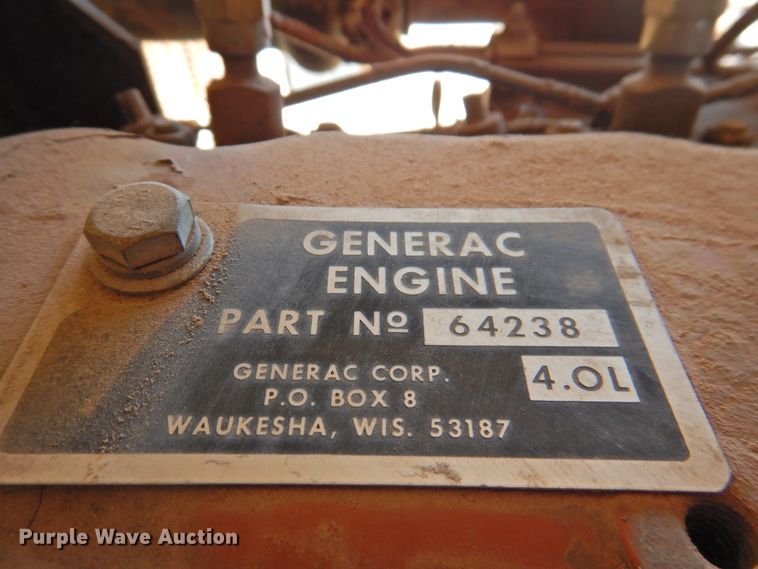 GENERAC
ENGINE
PART Nº 64238
4.0L
GENERAC CORP.
P.O. BOX 8
WAUKESHA, WIS. 53187
Purple Wave Auction